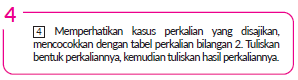 4
4 Memperhatikan kasus perkalian yang disajikan,
mencocokkan dengan tabel perkalian bilangan 2. Tuliskan
bentuk perkaliannya, kemudian tuliskan hasil perkaliannya.